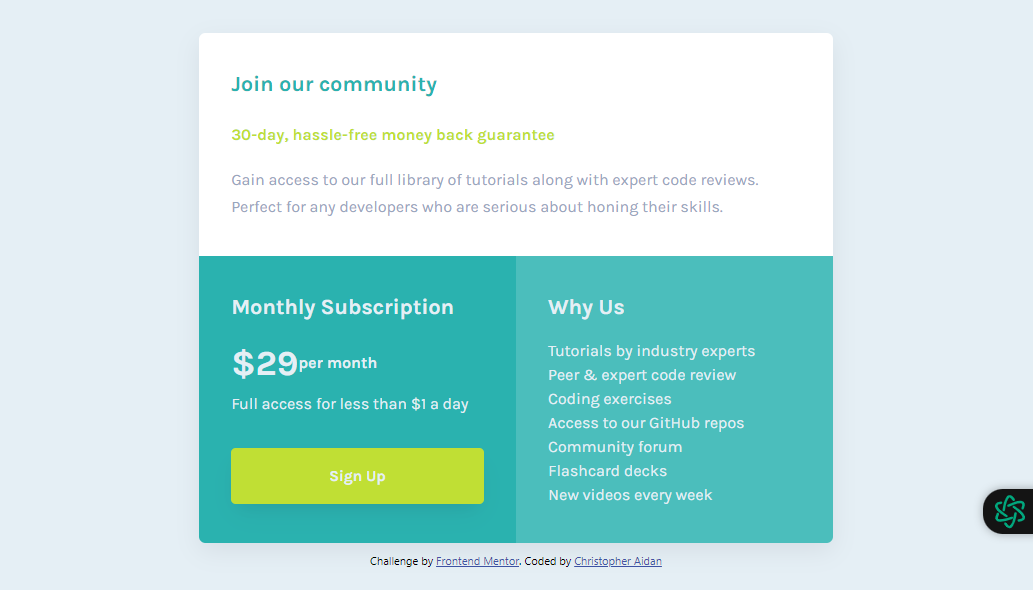 Join our community
30-day, hassle-free money back guarantee
Gain access to our full library of tutorials along with expert code reviews.
Perfect for any developers who are serious about honing their skills.
Monthly Subscription
$29per month
Full access for less than $1 a day
Sign Up
Why Us
Tutorials by industry experts
Peer & expert code review
Coding exercises
Access to our GitHub repos
Community forum
Flashcard decks
New videos every week
Challenge by Frontend Mentor. Coded by Christopher Aidan